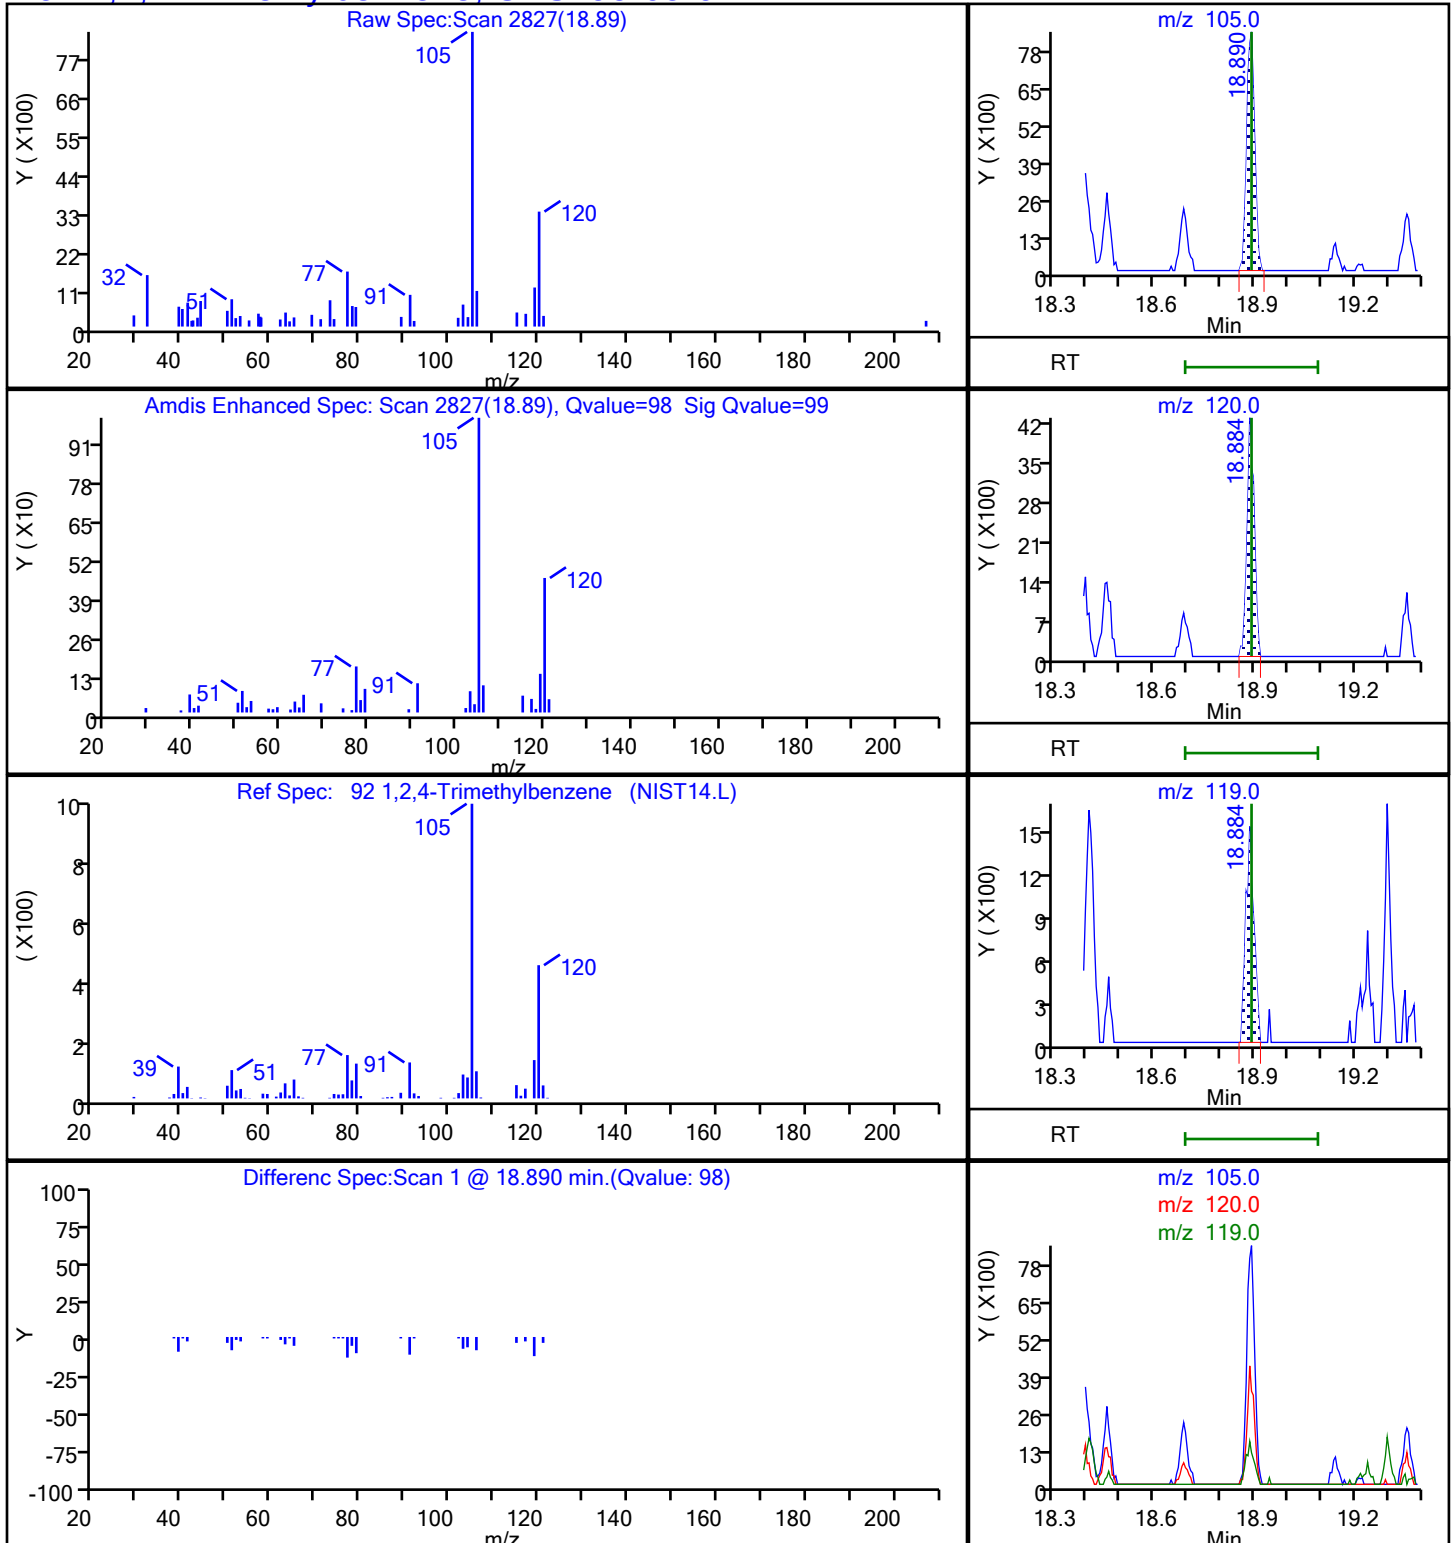 Raw Spec:Scan 2827(18.89)
Y ( X100)
77
66
55
44
33
22
11
0
105
120
32
51
77
91
20 40 60 80 100 120 140 160 180 200
m/z
m/z 105.0
Y ( X100)
78
65
52
39
26
13
0
18.890
18.3 18.6 18.9 19.2
Min
RT
Amdis Enhanced Spec: Scan 2827(18.89), Qvalue=98 Sig Qvalue=99
Y ( X10)
91
78
65
52
39
26
13
0
105
120
51
77
91
20 40 60 80 100 120 140 160 180 200
m/z
m/z 120.0
Y ( X100)
42
35
28
21
14
7
0
18.884
18.3 18.6 18.9 19.2
Min
RT
Ref Spec: 92 1,2,4-Trimethylbenzene (NIST14.L)
( X100)
10
8
6
4
2
0
105
120
39
51
77
91
20 40 60 80 100 120 140 160 180 200
m/z 119.0
Y ( X100)
15
12
9
6
3
0
18.884
18.3 18.6 18.9 19.2
Min
RT
Differenc Spec:Scan 1 @ 18.890 min.(Qvalue: 98)
Y
100
75
50
25
0
-25
-50
-75
-100
20 40 60 80 100 120 140 160 180 200
m/z
m/z 105.0
m/z 120.0
m/z 119.0
Y ( X100)
78
65
52
39
26
13
0
18.3 18.6 18.9 19.2
Min